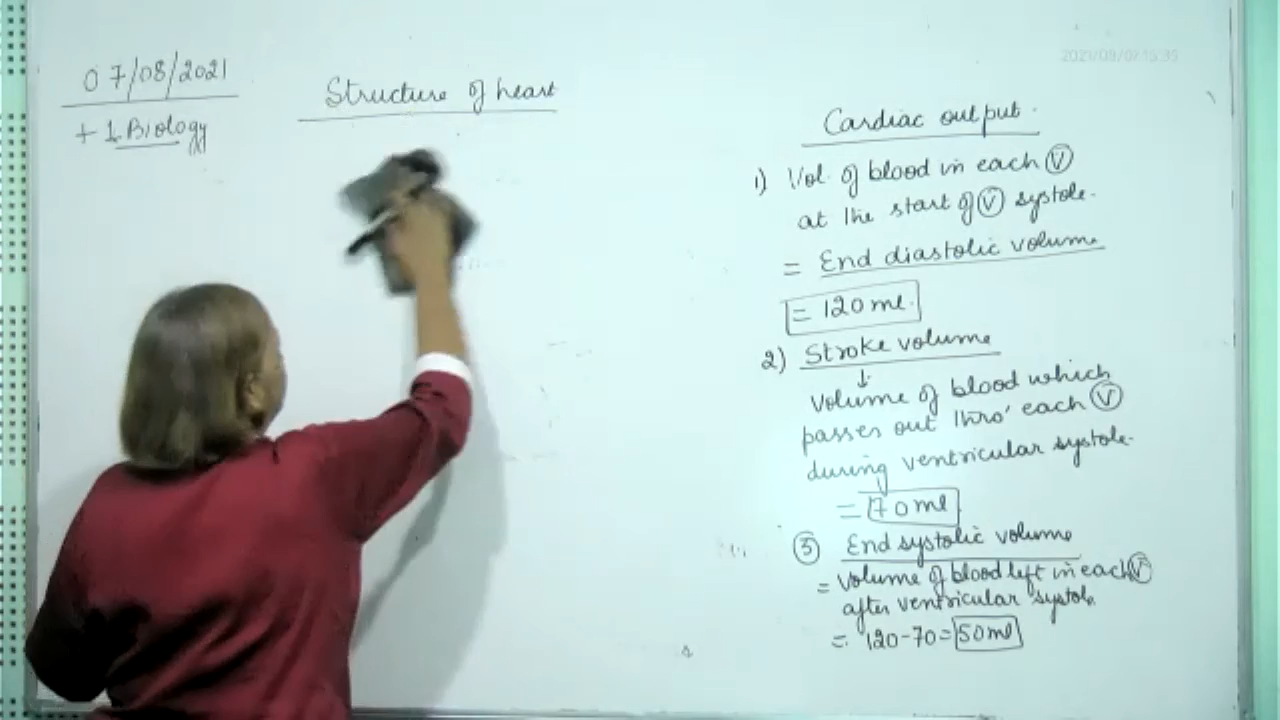 07/08/2021
+1 Biology
Structure of heart
Cardiac output.
1) Vol. of blood in each Ⓥ
at the start of Ⓥ systole.
= End diastolic volume
= 120 ml.
2) Stroke volume
↓
Volume of blood which
passes out thro' each Ⓥ
during ventricular systole.
= 70 ml
③ End systolic volume
= Volume of blood left in each Ⓥ
after ventricular systole.
= 120-70 = 50ml